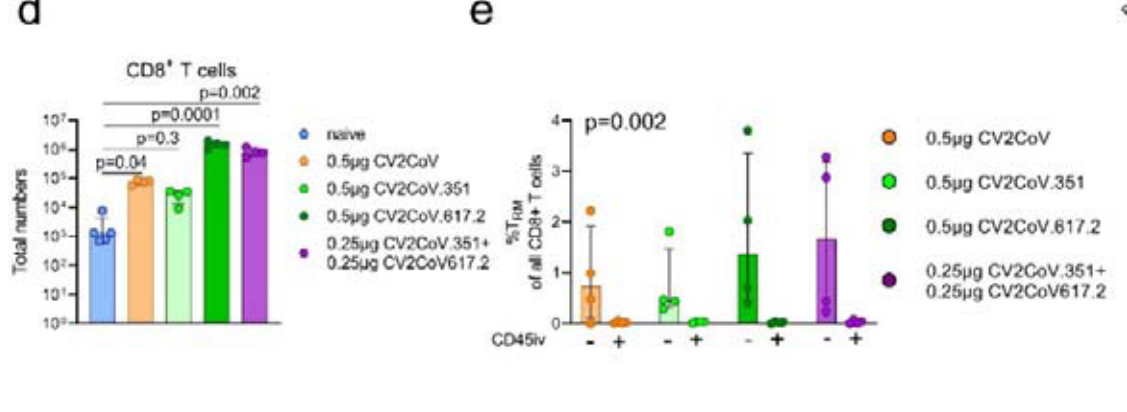 d
CD8⁺ T cells
p=0.002
p=0.0001
p=0.3
p=0.04
Total numbers
10⁷
10⁶
10⁵
10⁴
10³
10²
10¹
10⁰
naive
0.5µg CV2CoV
0.5µg CV2CoV.351
0.5µg CV2CoV.617.2
0.25µg CV2CoV.351+
0.25µg CV2CoV617.2
e
p=0.002
%TRM
of all CD8+ T cells
4
3
2
1
0
CD45iv
- + - + - + - +
0.5µg CV2CoV
0.5µg CV2CoV.351
0.5µg CV2CoV.617.2
0.25µg CV2CoV.351+
0.25µg CV2CoV617.2